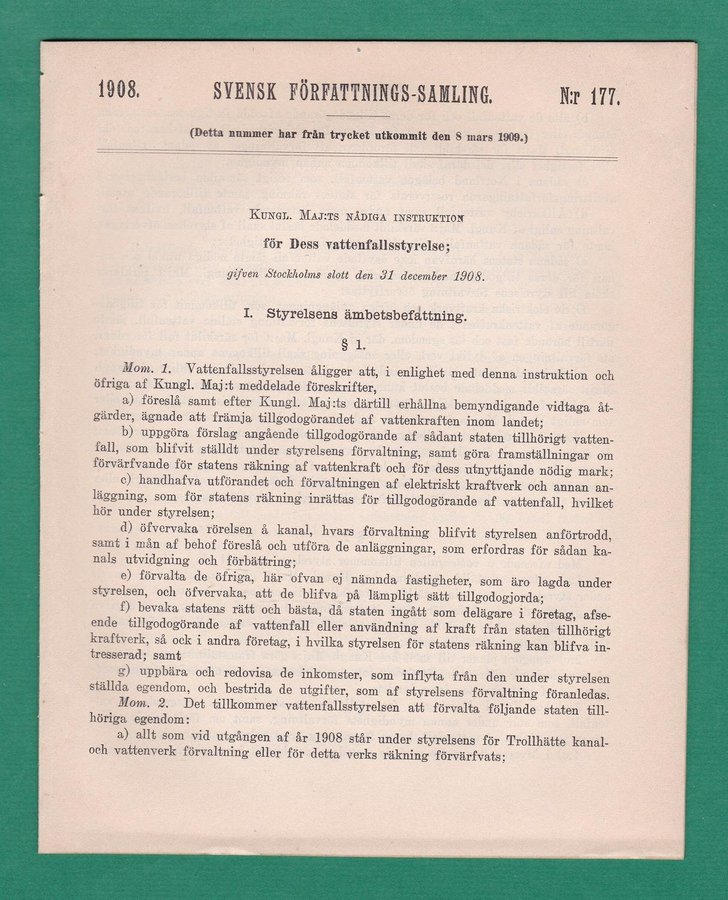 1908.
SVENSK FÖRFATTNINGS-SAMLING.
N:r 177.
(Detta nummer har från trycket utkommit den 8 mars 1909.)
KUNGL. MAJ:TS NÅDIGA INSTRUKTION
för Dess vattenfallsstyrelse;
gifven Stockholms slott den 31 december 1908.
I. Styrelsens ämbetsbefattning.
§ 1.
Mom. 1. Vattenfallsstyrelsen åligger att, i enlighet med denna instruktion och
öfriga af Kungl. Maj:t meddelade föreskrifter,
a) föreslå samt efter Kungl. Maj:ts därtill erhållna bemyndigande vidtaga åt-
gärder, ägnade att främja tillgodogörandet af vattenkraften inom landet;
b) uppgöra förslag angående tillgodogörande af sådant staten tillhörigt vatten-
fall, som blifvit ställdt under styrelsens förvaltning, samt göra framställningar om
förvärfvande för statens räkning af vattenkraft och för dess utnyttjande nödig mark;
c) handhafva utförandet och förvaltningen af elektriskt kraftverk och annan an-
läggning, som för statens räkning inrättas för tillgodogörande af vattenfall, hvilket
hör under styrelsen;
d) öfvervaka rörelsen å kanal, hvars förvaltning blifvit styrelsen anförtrodd,
samt i mån af behof föreslå och utföra de anläggningar, som erfordras för sådan ka-
nals utvidgning och förbättring;
e) förvalta de öfriga, här ofvan ej nämnda fastigheter, som äro lagda under
styrelsen, och öfvervaka, att de blifva på lämpligt sätt tillgodogjorda;
f) bevaka statens rätt och bästa, då staten ingått som delägare i företag, afse-
ende tillgodogörande af vattenfall eller användning af kraft från staten tillhörigt
kraftverk, så ock i andra företag, i hvilka styrelsen för statens räkning kan blifva in-
tresserad; samt
g) uppbära och redovisa de inkomster, som inflyta från den under styrelsen
ställda egendom, och bestrida de utgifter, som af styrelsens förvaltning föranledas.
Mom. 2. Det tillkommer vattenfallsstyrelsen att förvalta följande staten till-
höriga egendom:
a) allt som vid utgången af år 1908 står under styrelsens för Trollhätte kanal-
och vattenverk förvaltning eller för detta verks räkning förvärfvats;